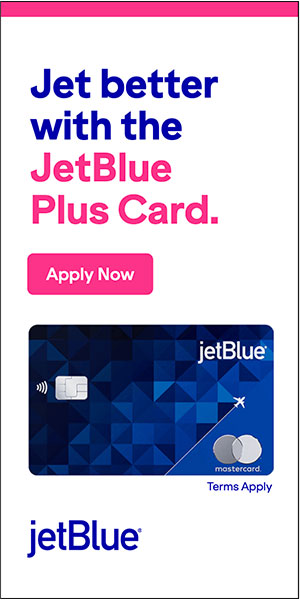 Jet better
with the
JetBlue
Plus Card.
Apply Now
jetBlue®
mastercard.
Terms Apply
jetBlue®